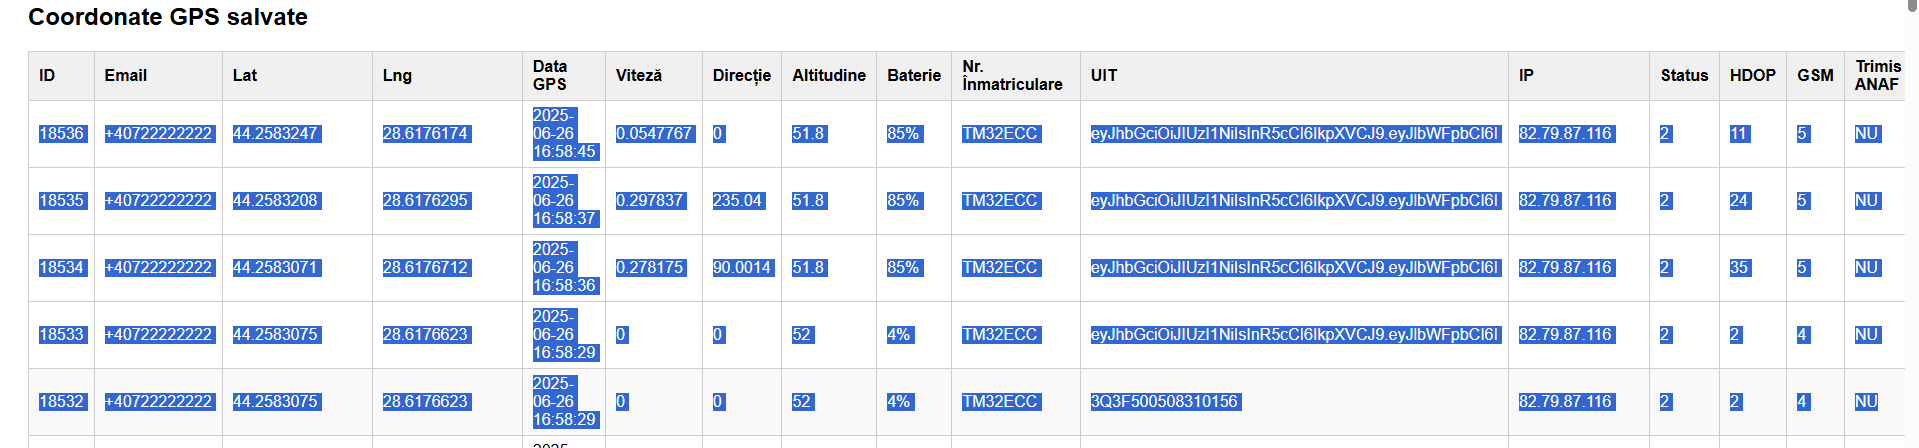 Coordonate GPS salvate
ID Email Lat Lng Data GPS Viteză Direcție Altitudine Baterie Nr. Înmatriculare UIT IP Status HDOP GSM Trimis ANAF
18536 +40722222222 44.2583247 28.6176174 2025-06-26 16:58:45 0.0547767 0 51.8 85% TM32ECC eyJhbGciOiJIUzI1NiIsInR5cCI6IkpXVCJ9.eyJlbWFpbCI6I 82.79.87.116 2 11 5 NU
18535 +40722222222 44.2583208 28.6176295 2025-06-26 16:58:37 0.297837 235.04 51.8 85% TM32ECC eyJhbGciOiJIUzI1NiIsInR5cCI6IkpXVCJ9.eyJlbWFpbCI6I 82.79.87.116 2 24 5 NU
18534 +40722222222 44.2583071 28.6176712 2025-06-26 16:58:36 0.278175 90.0014 51.8 85% TM32ECC eyJhbGciOiJIUzI1NiIsInR5cCI6IkpXVCJ9.eyJlbWFpbCI6I 82.79.87.116 2 35 5 NU
18533 +40722222222 44.2583075 28.6176623 2025-06-26 16:58:29 0 0 52 4% TM32ECC eyJhbGciOiJIUzI1NiIsInR5cCI6IkpXVCJ9.eyJlbWFpbCI6I 82.79.87.116 2 2 4 NU
18532 +40722222222 44.2583075 28.6176623 2025-06-26 16:58:29 0 0 52 4% TM32ECC 3Q3F500508310156 82.79.87.116 2 2 4 NU